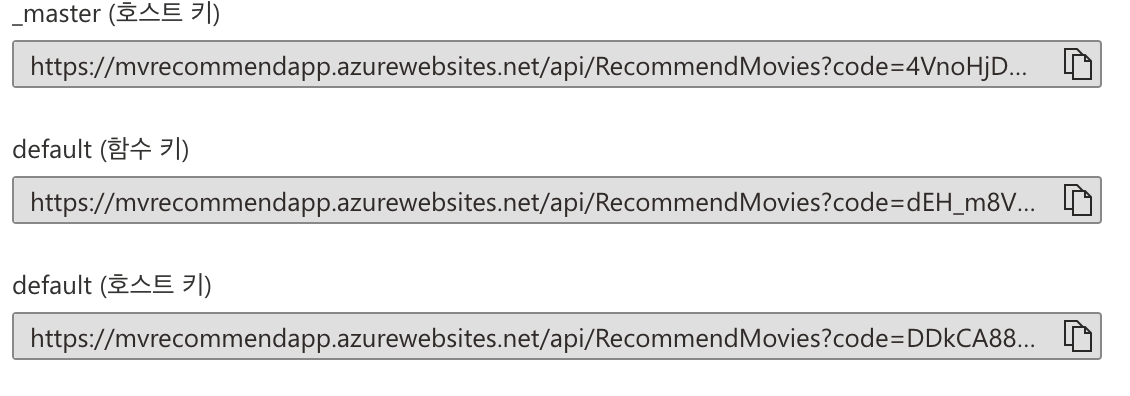 _master (호스트 키)
https://mvrecommendapp.azurewebsites.net/api/RecommendMovies?code=4VnoHjD...
default (함수 키)
https://mvrecommendapp.azurewebsites.net/api/RecommendMovies?code=dEH_m8V...
default (호스트 키)
https://mvrecommendapp.azurewebsites.net/api/RecommendMovies?code=DDkCA88...